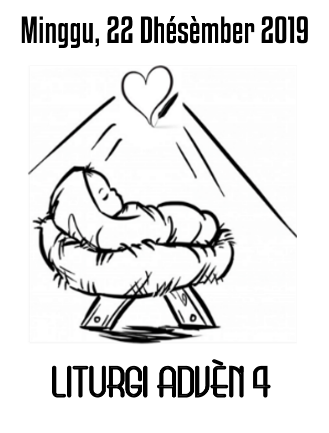 Minggu, 22 Dhésèmber 2019
LITURGI ADVÈN 4